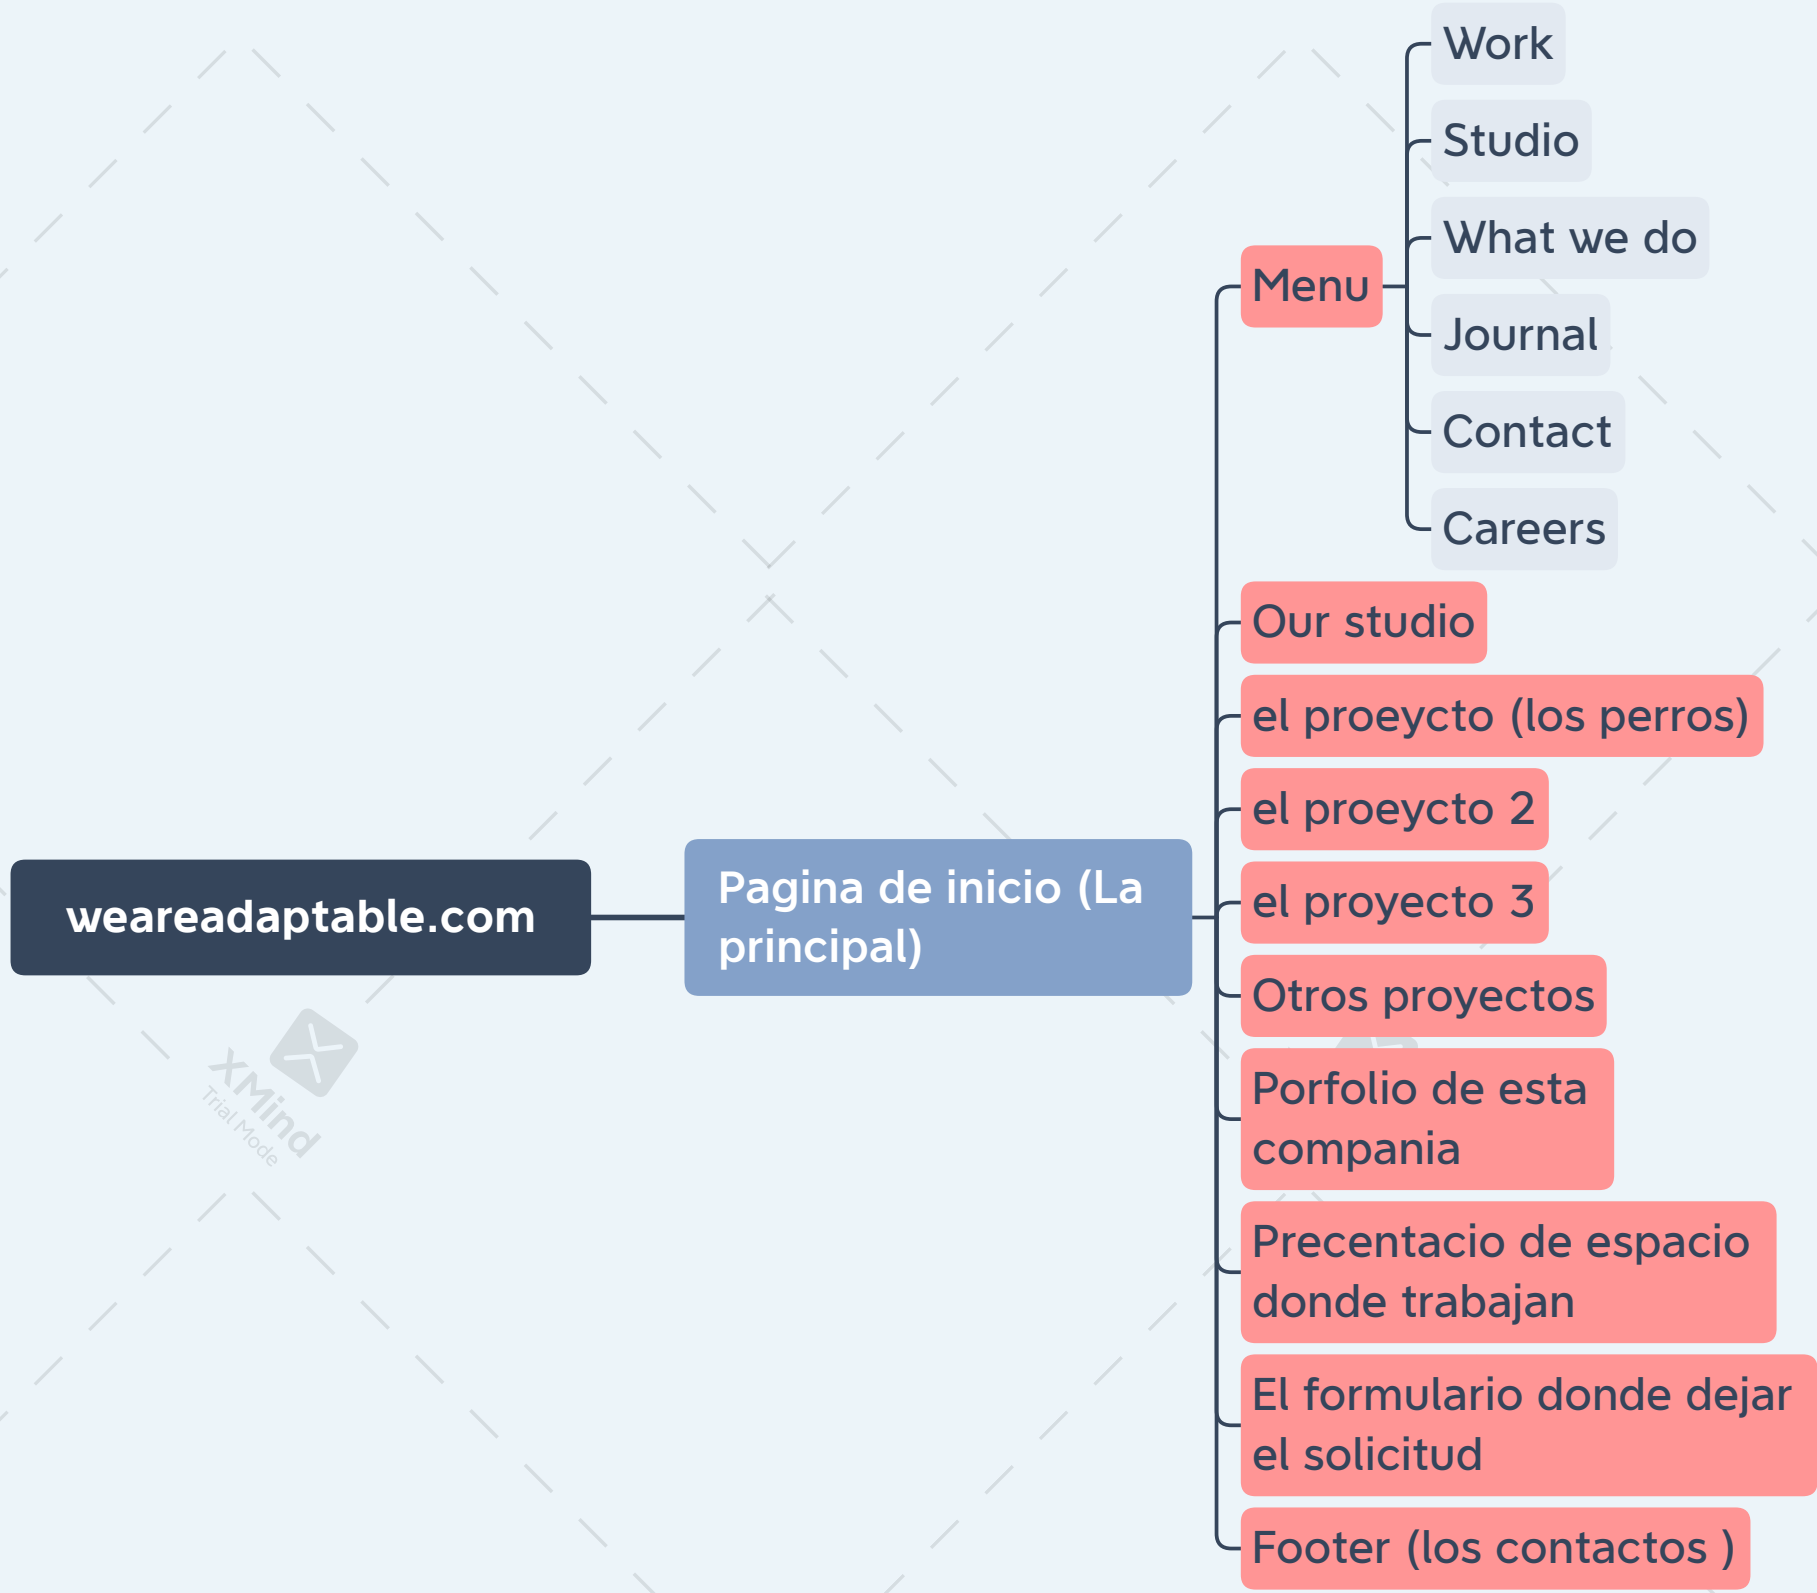 Work
Studio
What we do
Menu
Journal
Contact
Careers
Our studio
el proeycto (los perros)
el proeycto 2
weareadaptable.com
Pagina de inicio (La
principal)
el proyecto 3
Otros proyectos
Porfolio de esta
compania
Precentacio de espacio
donde trabajan
El formulario donde dejar
el solicitud
Footer (los contactos )
XMind
Trial Mode